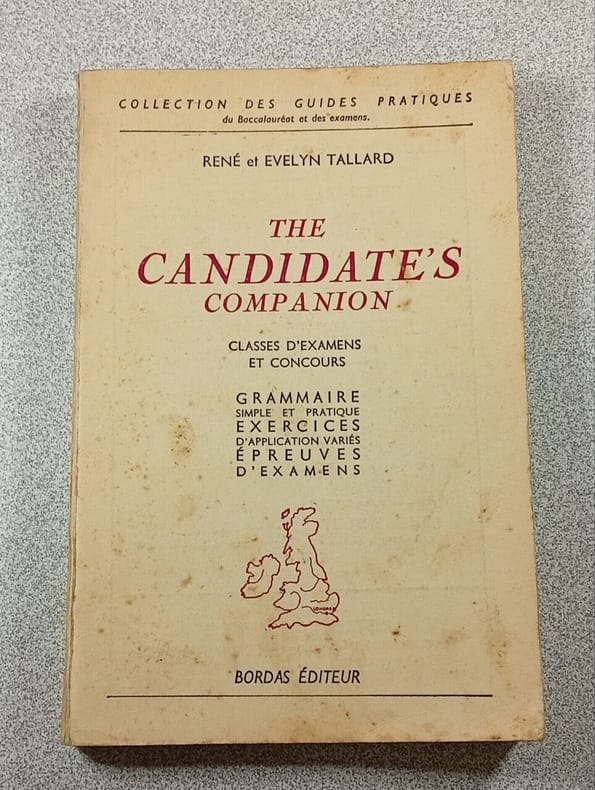 COLLECTION DES GUIDES PRATIQUES
du Baccalauréat et des examens.
RENÉ et EVELYN TALLARD
THE
CANDIDATE'S
COMPANION
CLASSES D'EXAMENS
ET CONCOURS
GRAMMAIRE
SIMPLE ET PRATIQUE
EXERCICES
D'APPLICATION VARIÉS
ÉPREUVES
D'EXAMENS
LONDRES
BORDAS ÉDITEUR